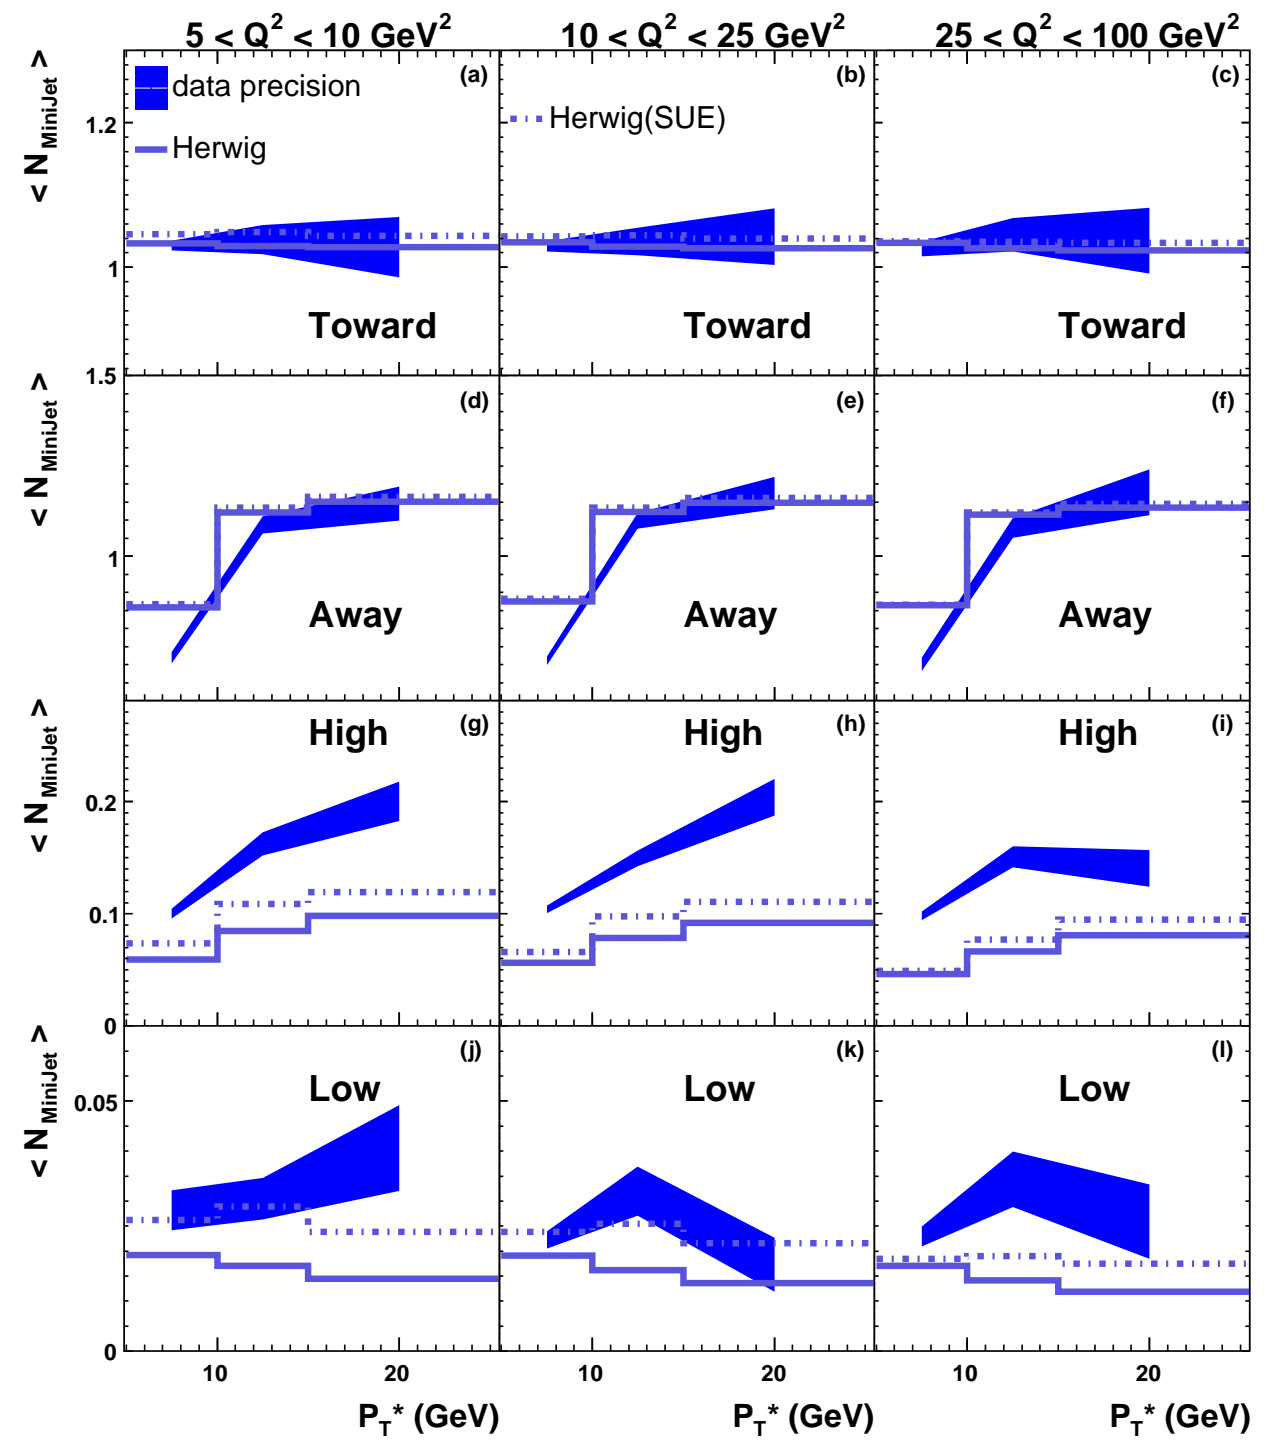 5 < Q² < 10 GeV² 10 < Q² < 25 GeV² 25 < Q² < 100 GeV²
< N_MiniJet > (a) (b) (c)
data precision
Herwig(SUE)
1.2
Herwig
1
Toward Toward Toward
1.5
< N_MiniJet > (d) (e) (f)
1
Away Away Away
< N_MiniJet > (g) (h) (i)
High High High
0.2
0.1
0
< N_MiniJet > (j) (k) (l)
Low Low Low
0.05
0
10 20 10 20 10 20
P_T* (GeV) P_T* (GeV) P_T* (GeV)